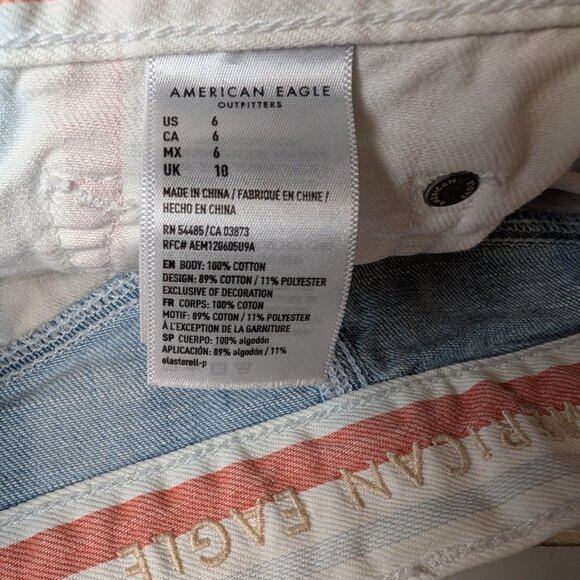 AMERICAN EAGLE
OUTFITTERS
US 6
CA 6
MX 6
UK 10
MADE IN CHINA / FABRIQUÉ EN CHINE /
HECHO EN CHINA
RN 54485/CA 03873
RFC# AEM120605U9A
EN BODY: 100% COTTON
DESIGN: 89% COTTON / 11% POLYESTER
EXCLUSIVE OF DECORATION
FR CORPS: 100% COTON
MOTIF: 89% COTON / 11% POLYESTER
À L'EXCEPTION DE LA GARNITURE
SP CUERPO: 100% algodón
APLICACIÓN: 89% algodón / 11%
elasterell-p
AMERICAN EAGLE